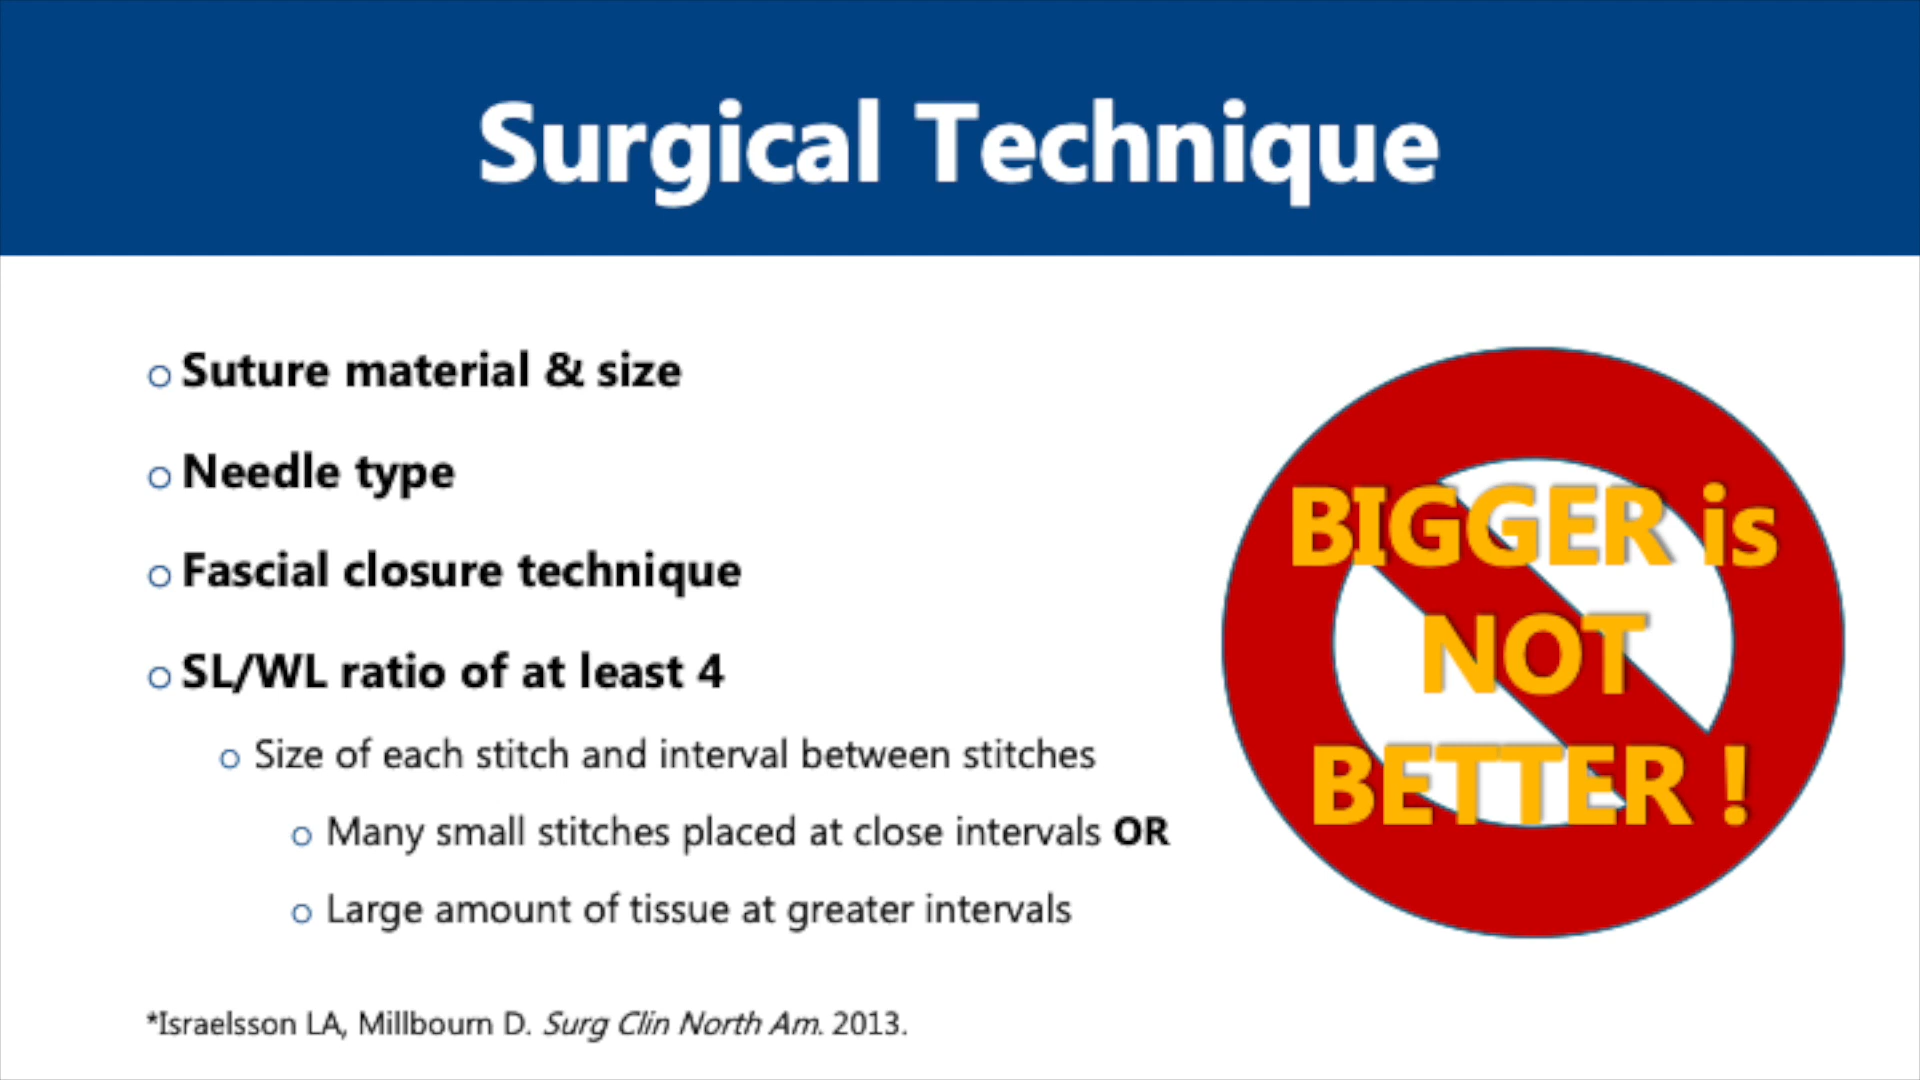 Surgical Technique
Suture material & size
Needle type
Fascial closure technique
SL/WL ratio of at least 4
Size of each stitch and interval between stitches
Many small stitches placed at close intervals OR
Large amount of tissue at greater intervals
BIGGER is
NOT
BETTER !
*Israelsson LA, Millbourn D. Surg Clin North Am. 2013.